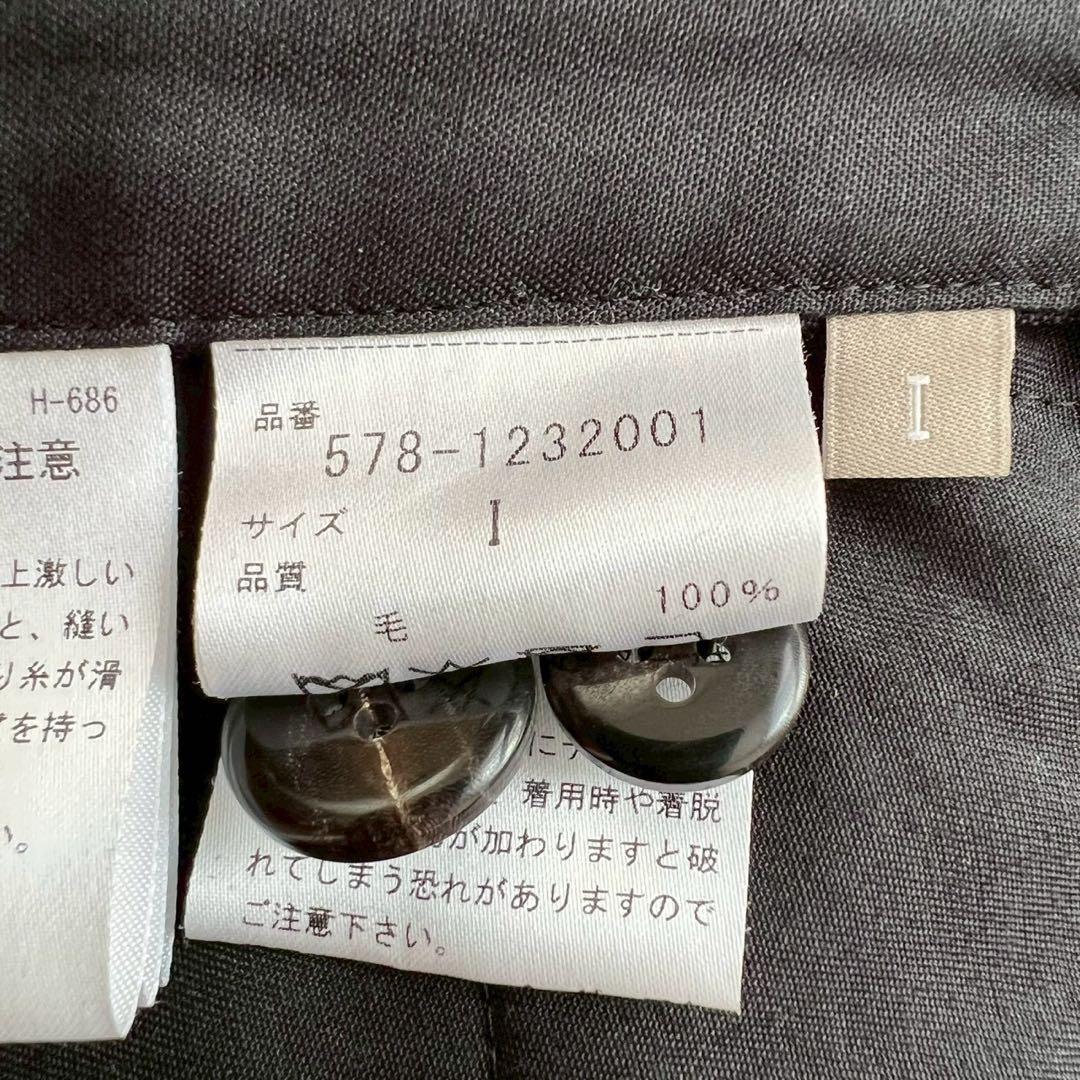 H-686
注意
上激しい
と、縫い
り糸が滑
を持っ
い。
品番
578-1232001
サイズ I
品質
毛 100%
I
着用時や着脱
が加わりますと破
れてしまう恐れがありますので
ご注意下さい。